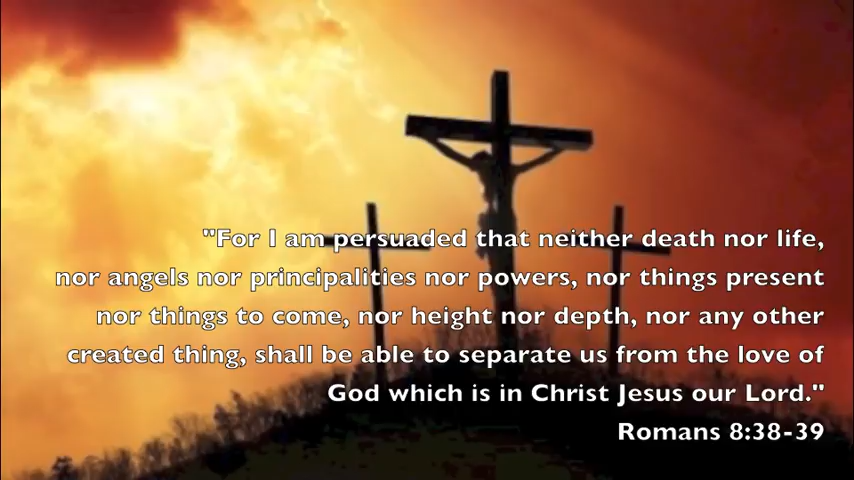 "For I am persuaded that neither death nor life,
nor angels nor principalities nor powers, nor things present
nor things to come, nor height nor depth, nor any other
created thing, shall be able to separate us from the love of
God which is in Christ Jesus our Lord."
Romans 8:38-39